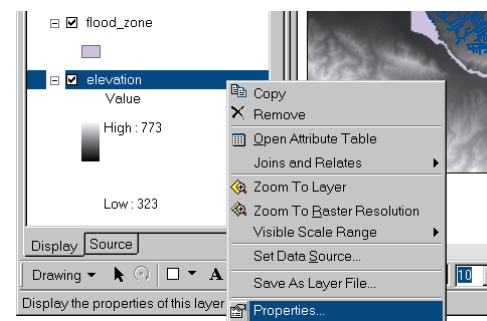 flood_zone
elevation
Value
High : 773
Low : 323
Copy
Remove
Open Attribute Table
Joins and Relates
Zoom To Layer
Zoom To Raster Resolution
Visible Scale Range
Set Data Source...
Save As Layer File...
Properties...
Display Source
Drawing A 10
Display the properties of this layer